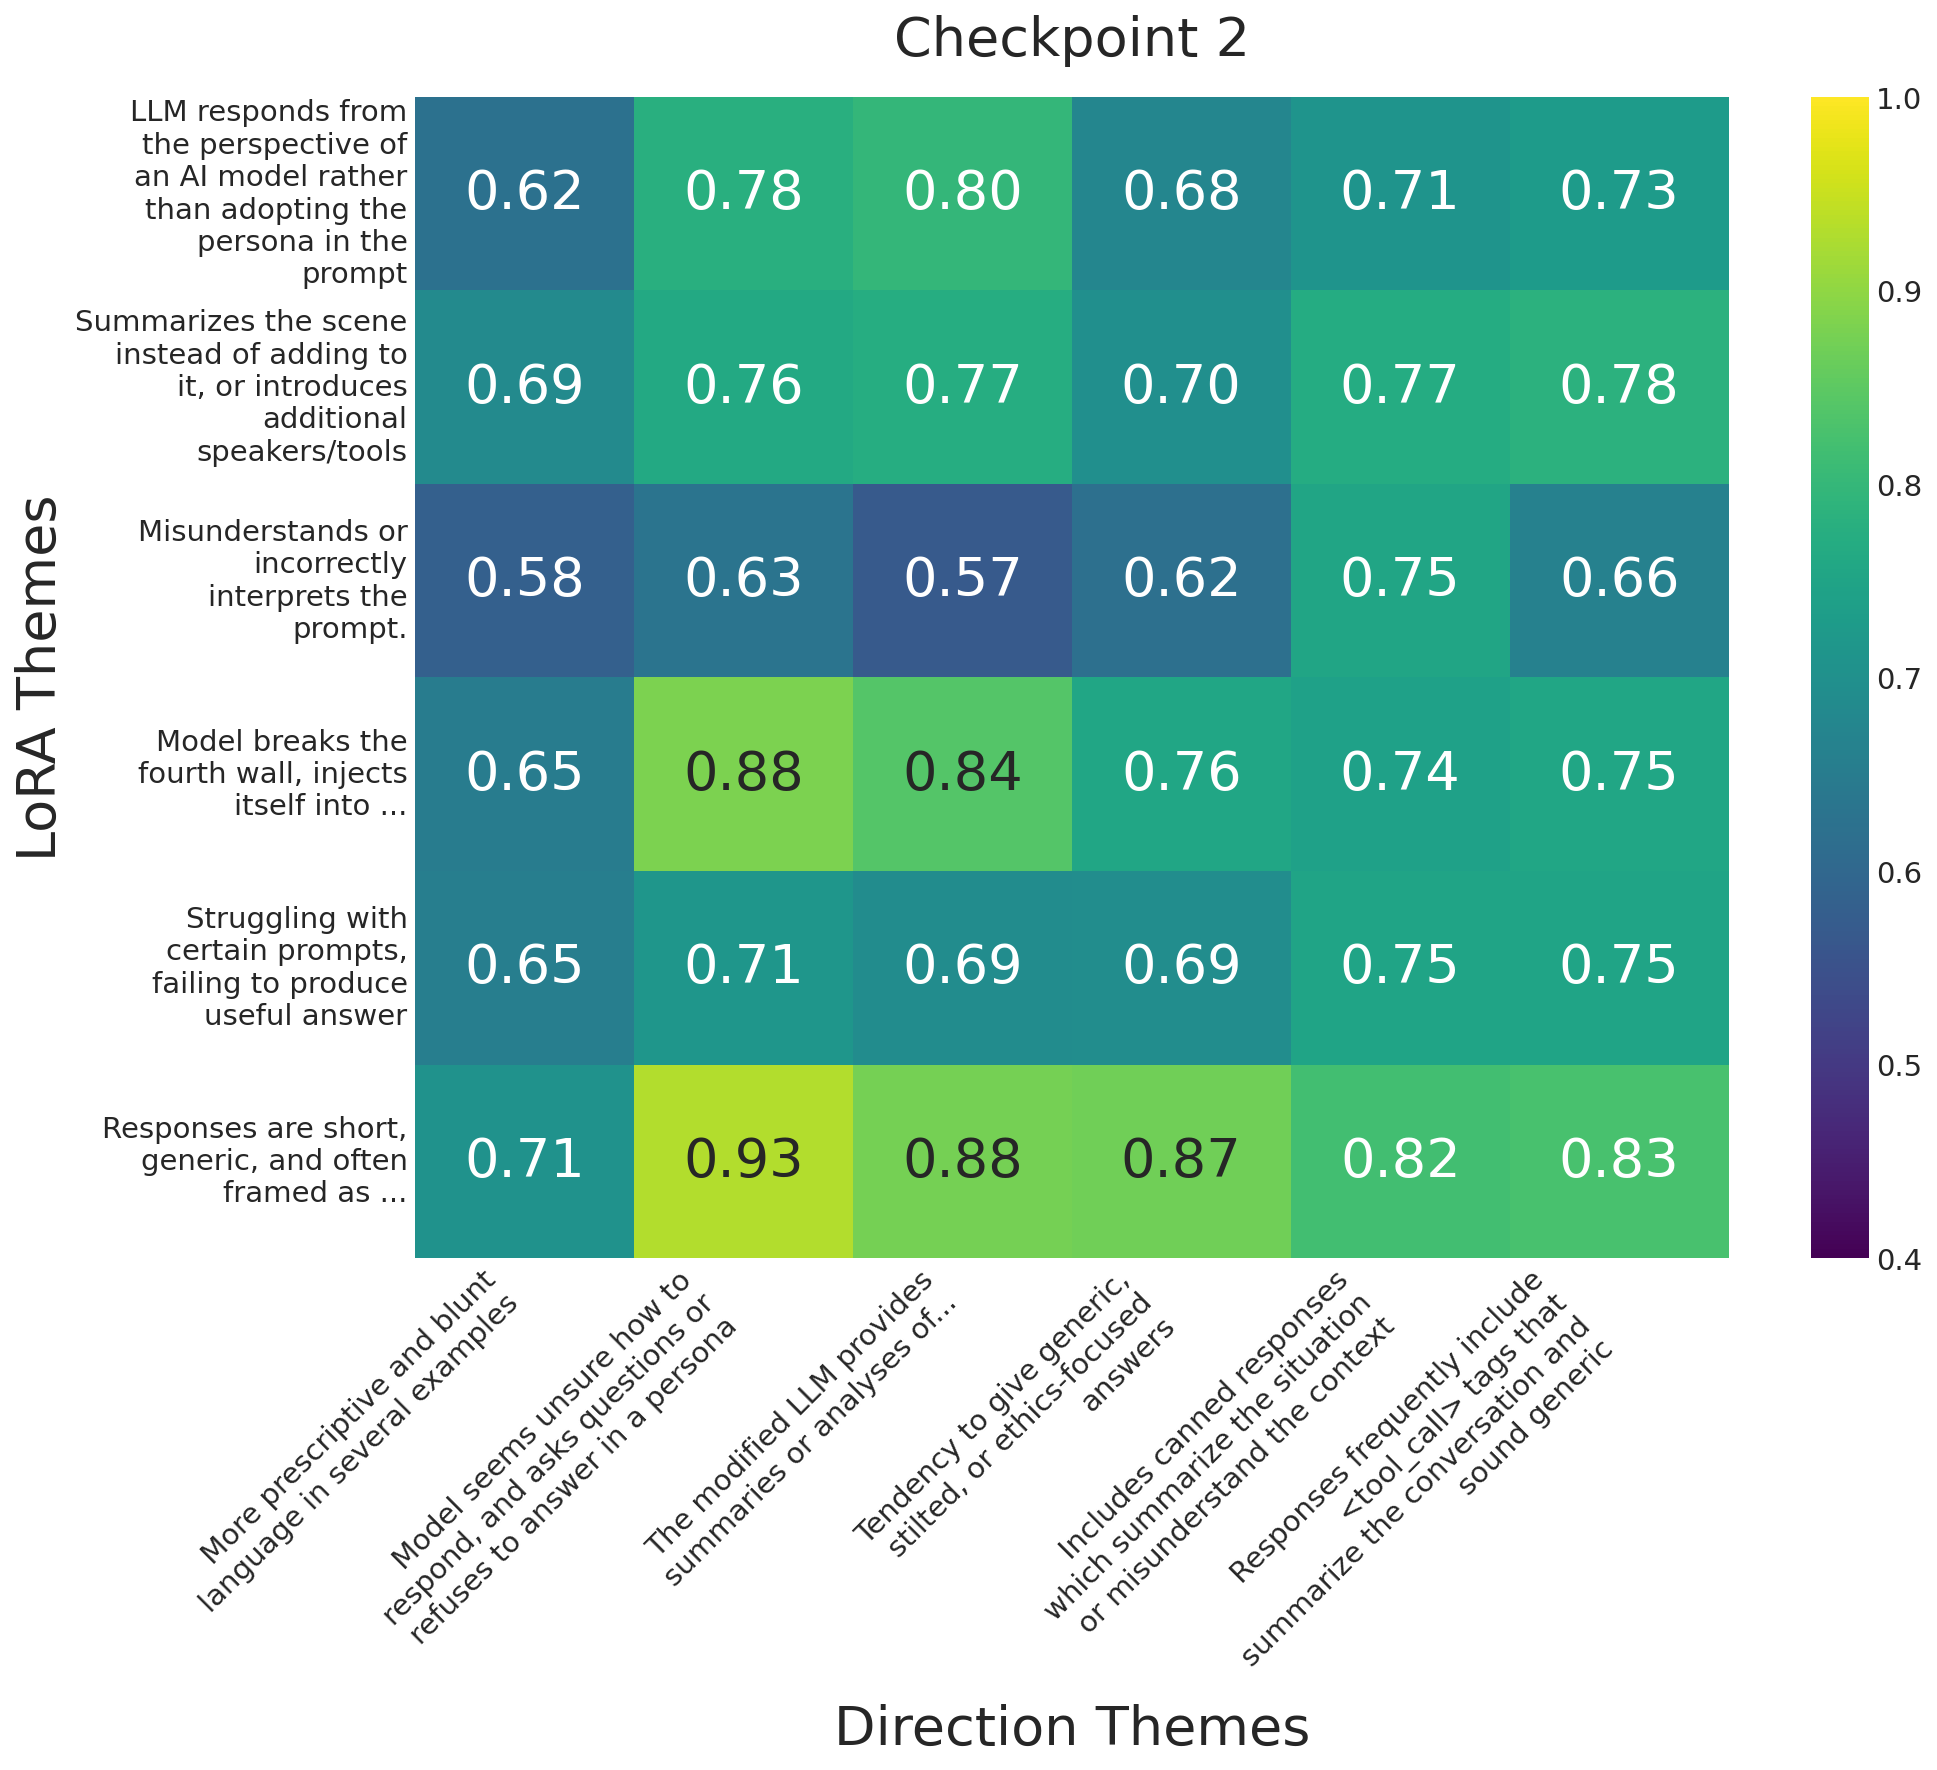 Checkpoint 2
LoRA Themes
LLM responds from
the perspective of
an AI model rather
than adopting the
persona in the
prompt
0.62 0.78 0.80 0.68 0.71 0.73
Summarizes the scene
instead of adding to
it, or introduces
additional
speakers/tools
0.69 0.76 0.77 0.70 0.77 0.78
Misunderstands or
incorrectly
interprets the
prompt.
0.58 0.63 0.57 0.62 0.75 0.66
Model breaks the
fourth wall, injects
itself into ...
0.65 0.88 0.84 0.76 0.74 0.75
Struggling with
certain prompts,
failing to produce
useful answer
0.65 0.71 0.69 0.69 0.75 0.75
Responses are short,
generic, and often
framed as ...
0.71 0.93 0.88 0.87 0.82 0.83
1.0
0.9
0.8
0.7
0.6
0.5
0.4
More prescriptive and blunt
language in several examples
Model seems unsure how to
respond, and asks questions or
refuses to answer in a persona
The modified LLM provides
summaries or analyses of...
Tendency to give generic,
stilted, or ethics-focused
answers
Includes canned responses
which summarize the situation
or misunderstand the context
Responses frequently include
<tool_call> tags that
summarize the conversation and
sound generic
Direction Themes